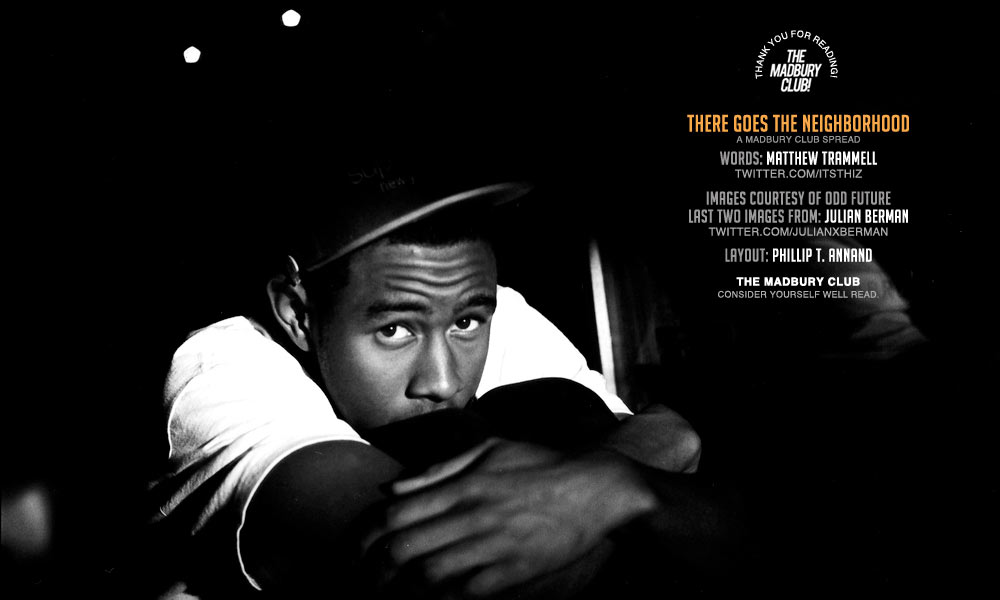 THANK YOU FOR READING!
THE
MADBURY
CLUB!
THERE GOES THE NEIGHBORHOOD
A MADBURY CLUB SPREAD
WORDS: MATTHEW TRAMMELL
TWITTER.COM/ITSTHIZ
IMAGES COURTESY OF ODD FUTURE
LAST TWO IMAGES FROM: JULIAN BERMAN
TWITTER.COM/JULIANXBERMAN
LAYOUT: PHILLIP T. ANNAND
THE MADBURY CLUB
CONSIDER YOURSELF WELL READ.